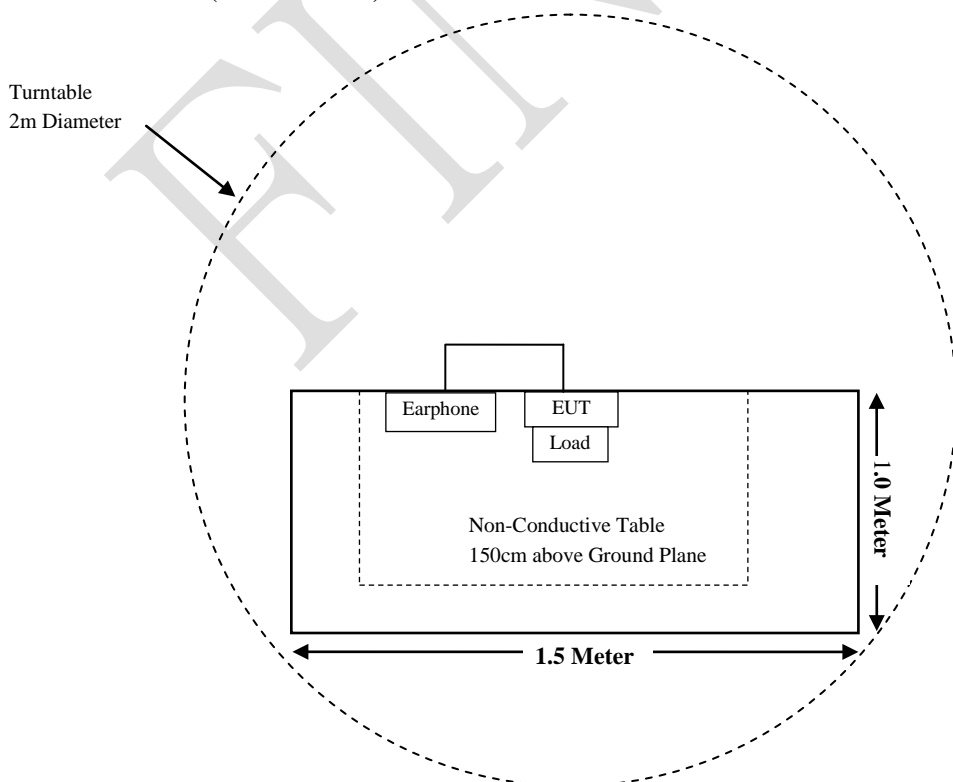 Turntable
2m Diameter
Earphone
EUT
Load
Non-Conductive Table
150cm above Ground Plane
1.0 Meter
1.5 Meter